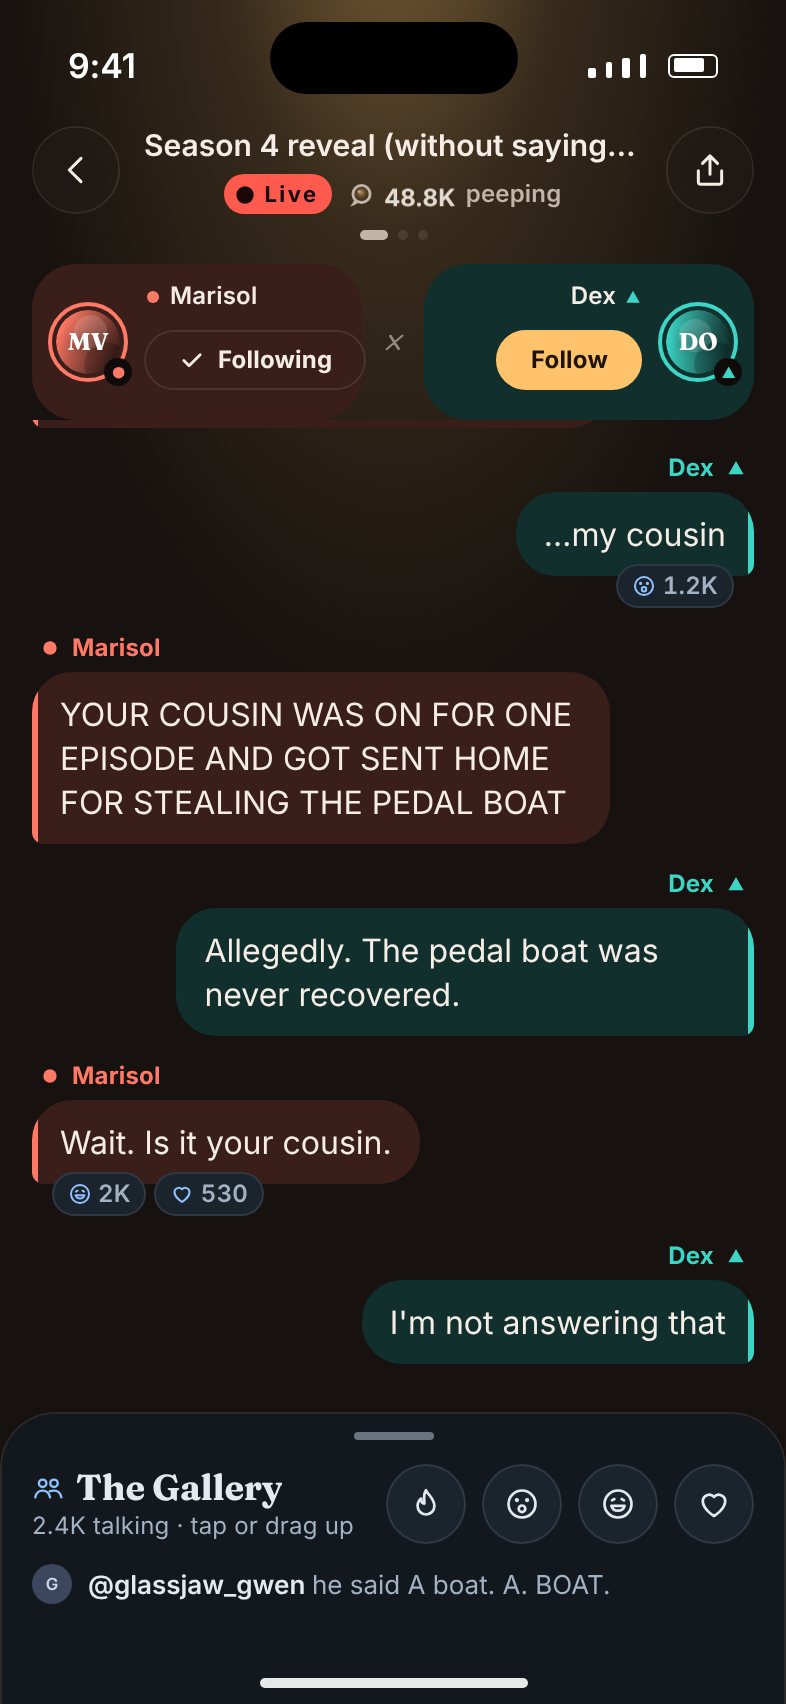 9:41
Season 4 reveal (without saying...
Live 48.8K peeping
Marisol
MV
Following
×
Dex
Follow
DO
Dex
...my cousin
1.2K
Marisol
YOUR COUSIN WAS ON FOR ONE
EPISODE AND GOT SENT HOME
FOR STEALING THE PEDAL BOAT
Dex
Allegedly. The pedal boat was
never recovered.
Marisol
Wait. Is it your cousin.
2K 530
Dex
I'm not answering that
The Gallery
2.4K talking · tap or drag up
G @glassjaw_gwen he said A boat. A. BOAT.